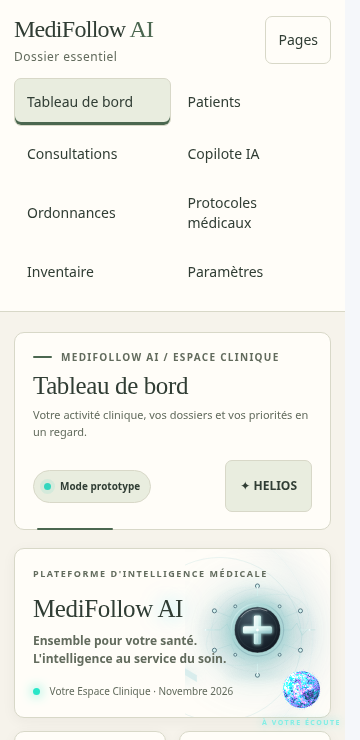 MediFollow AI
Dossier essentiel
Pages
Tableau de bord
Patients
Consultations
Copilote IA
Ordonnances
Protocoles
médicaux
Inventaire
Paramètres
MEDIFOLLOW AI / ESPACE CLINIQUE
Tableau de bord
Votre activité clinique, vos dossiers et vos priorités en
un regard.
Mode prototype
✦ HELIOS
PLATEFORME D'INTELLIGENCE MÉDICALE
MediFollow AI
Ensemble pour votre santé.
L'intelligence au service du soin.
Votre Espace Clinique · Novembre 2026
À VOTRE ÉCOUTE